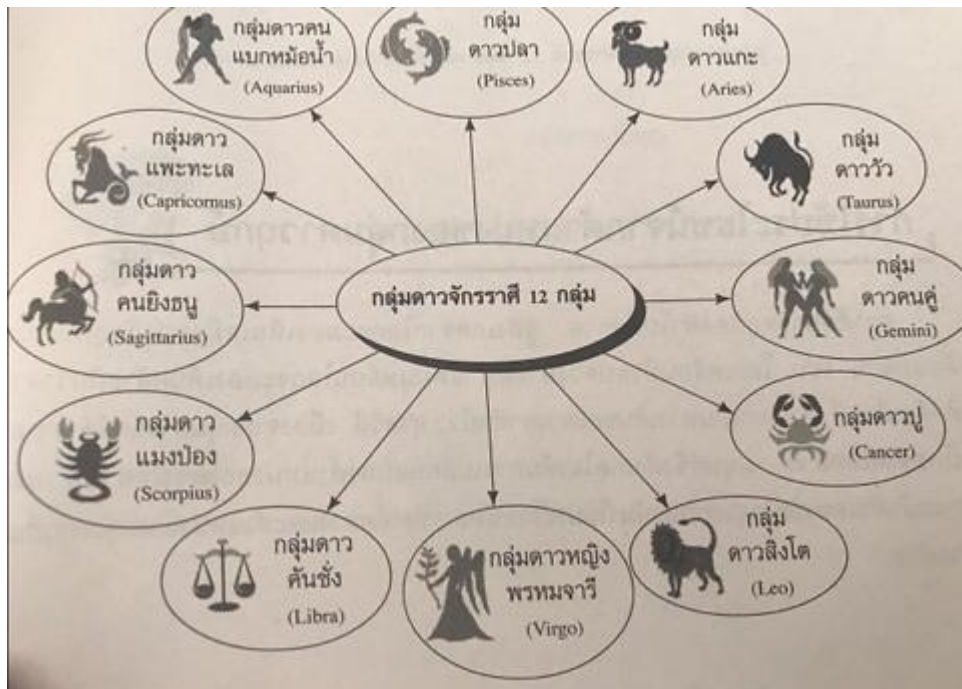 กลุ่มดาวคน
แบกหม้อน้ำ
(Aquarius)
กลุ่ม
ดาวปลา
(Pisces)
กลุ่ม
ดาวแกะ
(Aries)
กลุ่มดาว
แพะทะเล
(Capricornus)
กลุ่ม
ดาววัว
(Taurus)
กลุ่มดาว
คนยิงธนู
(Sagittarius)
กลุ่มดาวจักรราศี 12 กลุ่ม
กลุ่ม
ดาวคนคู่
(Gemini)
กลุ่มดาว
แมงป่อง
(Scorpius)
กลุ่มดาวปู
(Cancer)
กลุ่มดาว
คันชั่ง
(Libra)
กลุ่มดาวหญิง
พรหมจารี
(Virgo)
กลุ่ม
ดาวสิงโต
(Leo)